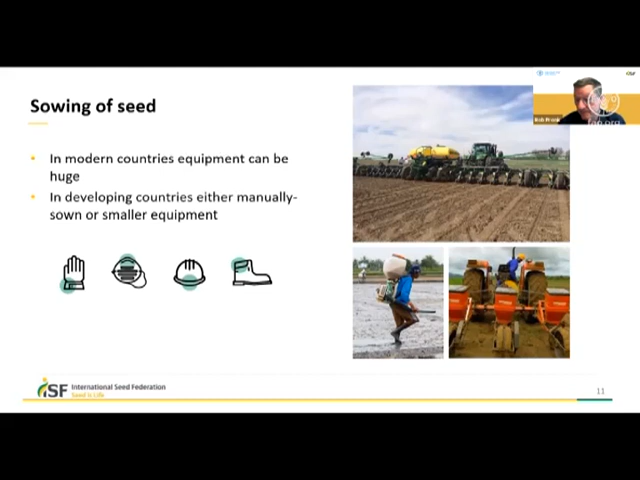 Sowing of seed
In modern countries equipment can be
huge
In developing countries either manually-
sown or smaller equipment
iSF International Seed Federation
Seed is Life
11